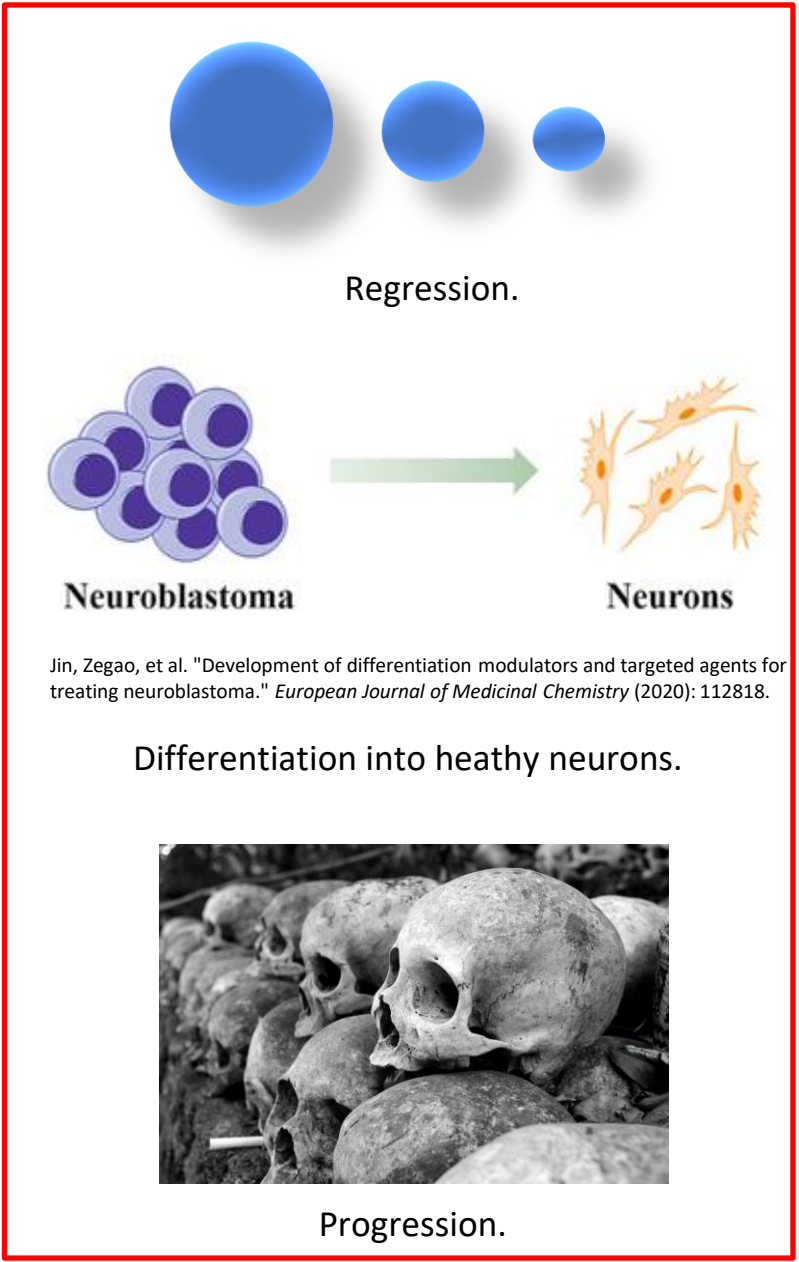 Regression.
Neuroblastoma
Neurons
Jin, Zegao, et al. "Development of differentiation modulators and targeted agents for
treating neuroblastoma." European Journal of Medicinal Chemistry (2020): 112818.
Differentiation into heathy neurons.
Progression.